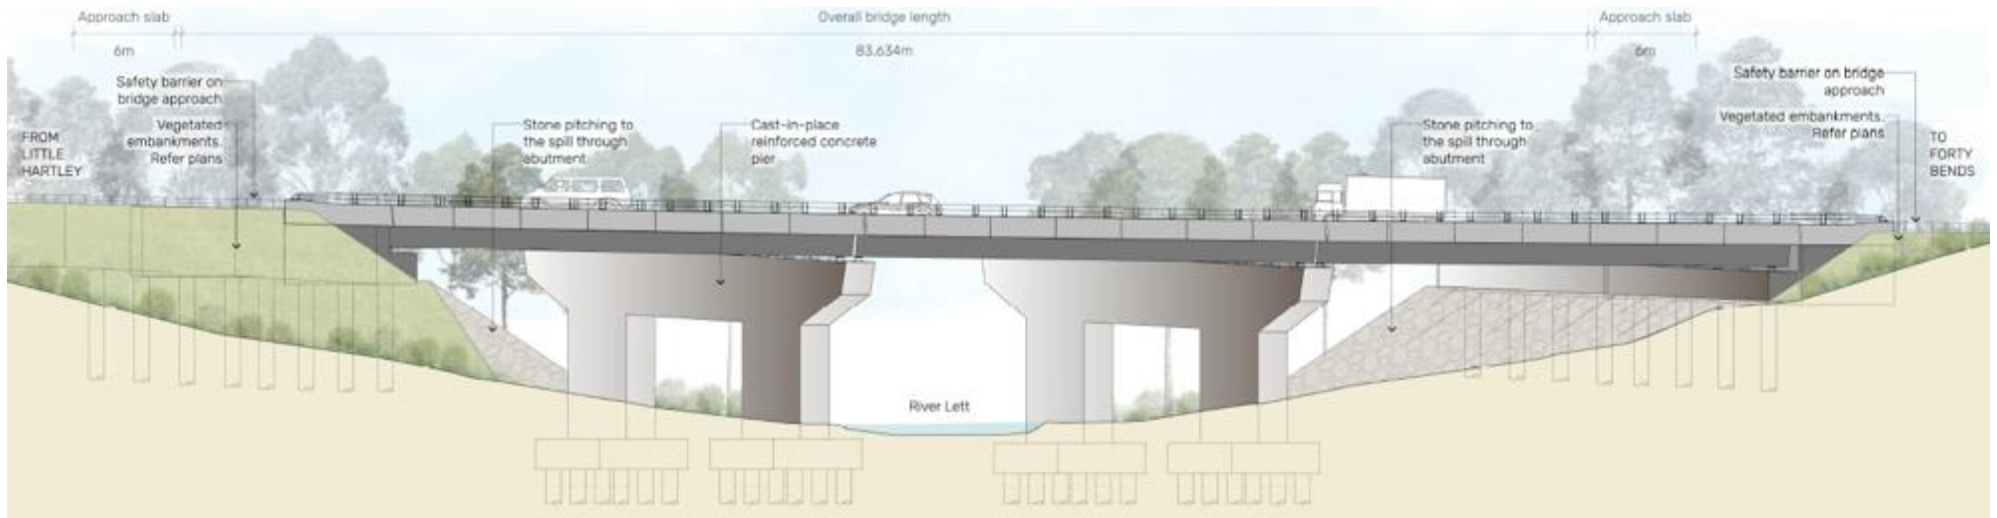 Approach slab
6m
Overall bridge length
83.634m
Approach slab
6m
Safety barrier on
bridge approach
Vegetated
embankments.
Refer plans
FROM
LITTLE
HARTLEY
Stone pitching to
the spill through
abutment
Cast-in-place
reinforced concrete
pier
Stone pitching to
the spill through
abutment
Safety barrier on bridge
approach
Vegetated embankments.
Refer plans
TO
FORTY
BENDS
River Lett